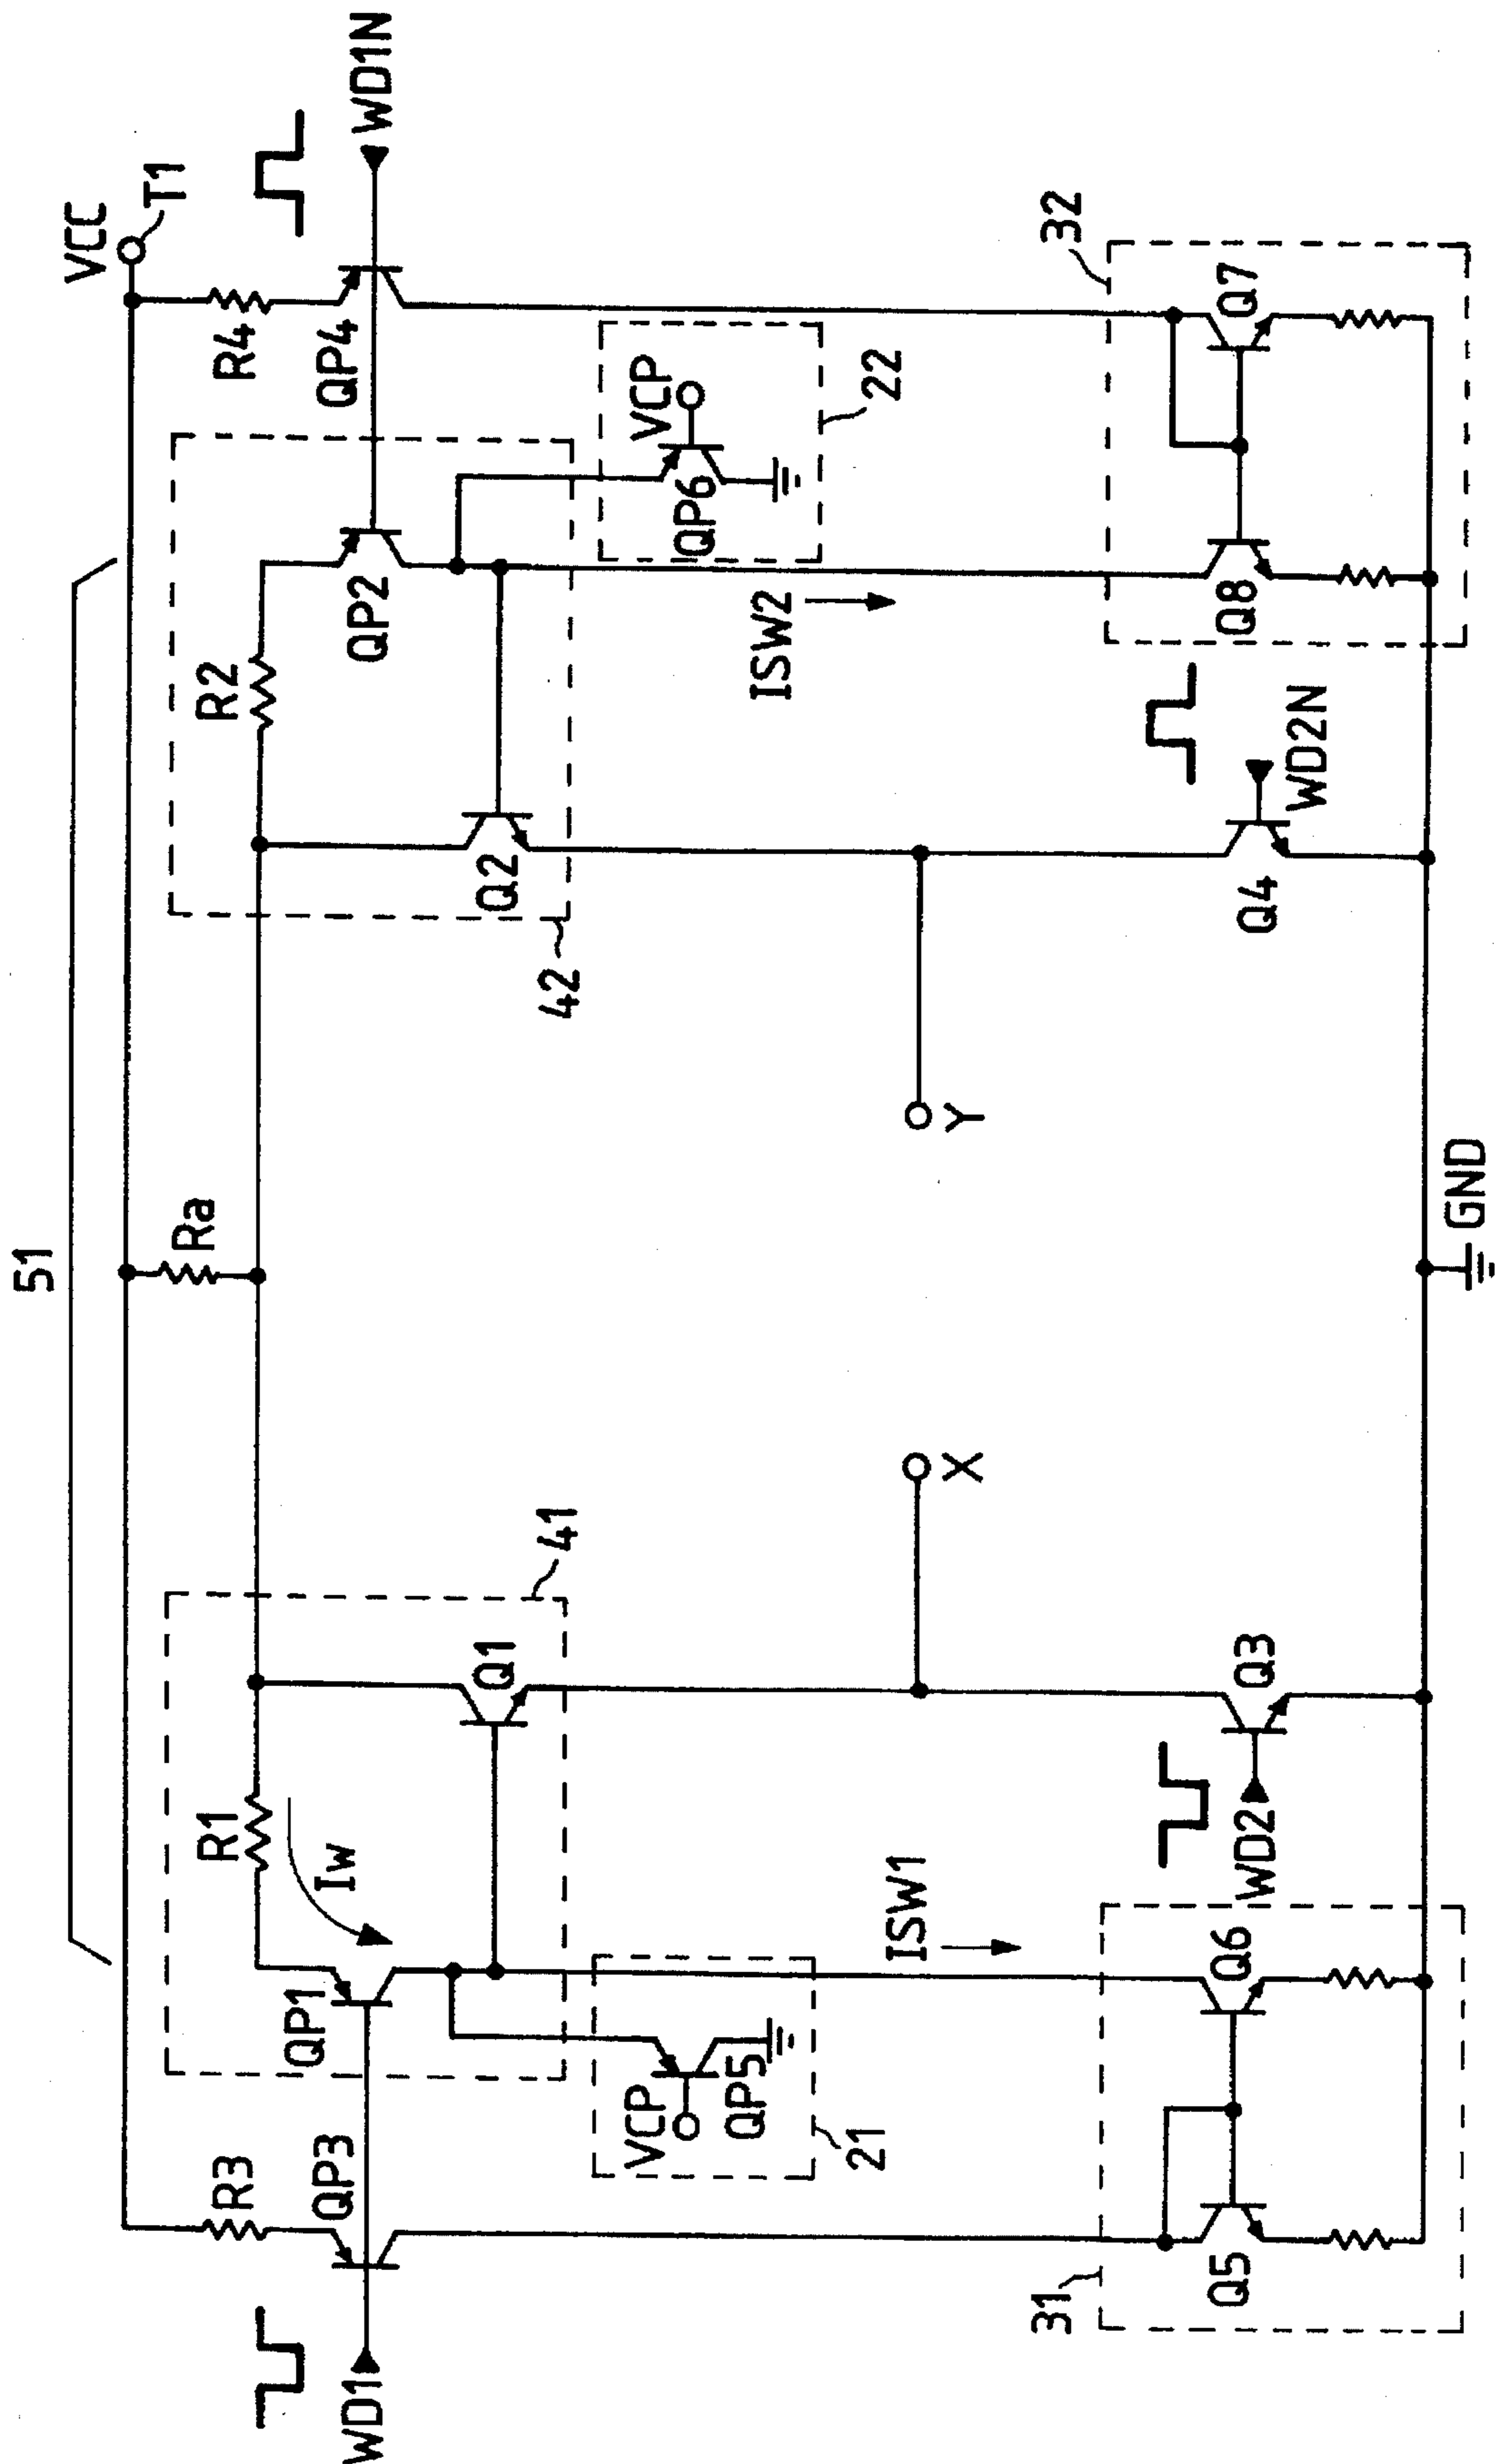 51
VCC
T1
Ra
R3
R1
R2
R4
WD1
QP3
QP1
Iw
Q1
41
Q2
42
QP2
QP4
WD1N
VCP
QP5
21
VCP
QP6
22
ISW1
X
Y
ISW2
31
Q5
Q6
WD2
Q3
GND
Q4
WD2N
Q8
Q7
32